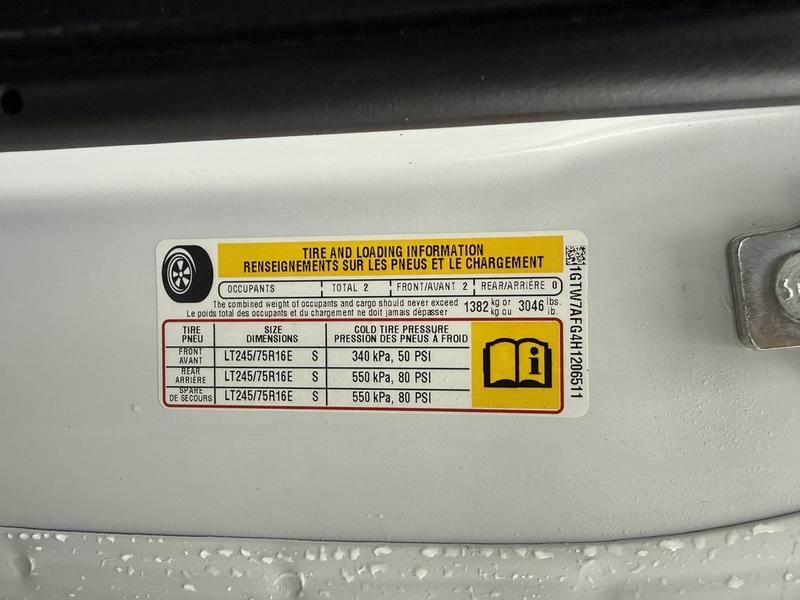 TIRE AND LOADING INFORMATION
RENSEIGNEMENTS SUR LES PNEUS ET LE CHARGEMENT
OCCUPANTS TOTAL 2 FRONT/AVANT 2 REAR/ARRIÈRE 0
The combined weight of occupants and cargo should never exceed 1382 kg or 3046 lbs.
Le poids total des occupants et du chargement ne doit jamais dépasser kg ou lb.
TIRE SIZE COLD TIRE PRESSURE
PNEU DIMENSIONS PRESSION DES PNEUS À FROID
FRONT
AVANT LT245/75R16E S 340 kPa, 50 PSI
REAR
ARRIÈRE LT245/75R16E S 550 kPa, 80 PSI
SPARE
DE SECOURS LT245/75R16E S 550 kPa, 80 PSI
i
1GTW7AFG4H1206511